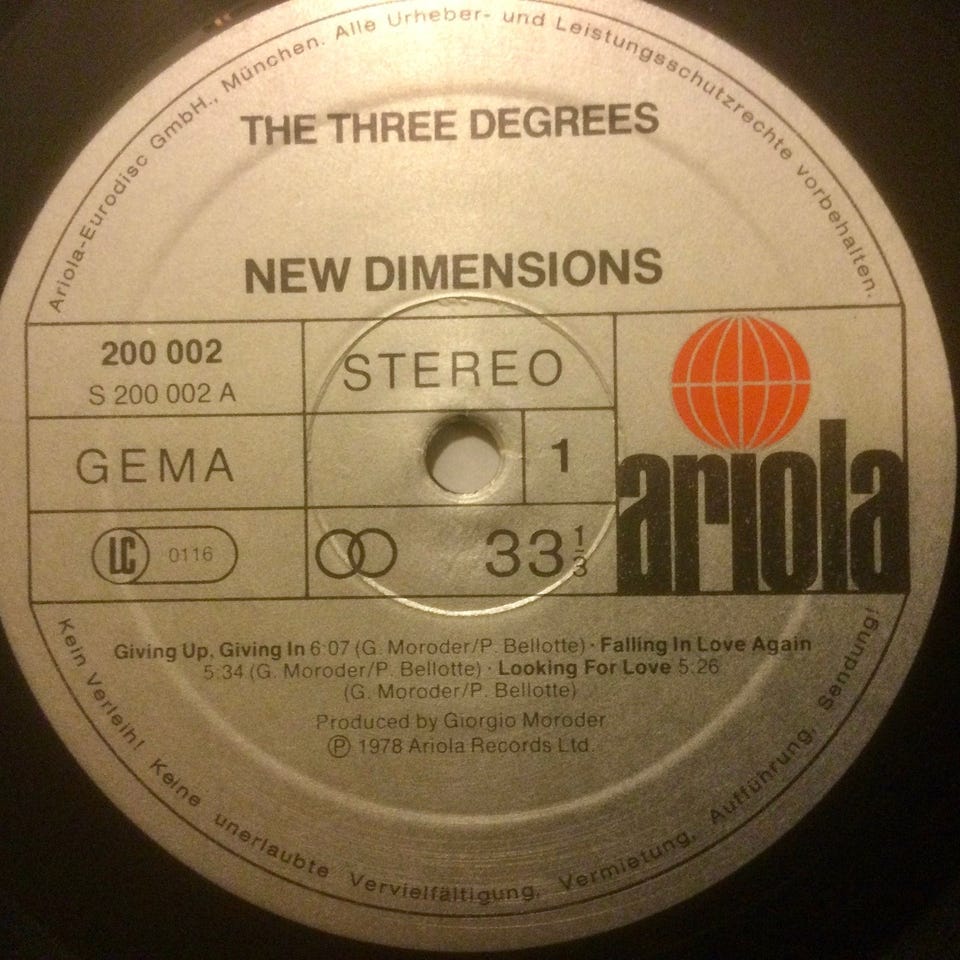 Ariola-Eurodisc GmbH., München. Alle Urheber- und Leistungsschutzrechte vorbehalten.
THE THREE DEGREES
NEW DIMENSIONS
200 002
S 200 002 A
STEREO
GEMA
1
LC 0116
33 1/3
ariola
Giving Up, Giving In 6:07 (G. Moroder/P. Bellotte) · Falling In Love Again
5:34 (G. Moroder/P. Bellotte) · Looking For Love 5:26
(G. Moroder/P. Bellotte)
Produced by Giorgio Moroder
Ⓟ 1978 Ariola Records Ltd.
Kein Verleih! Keine unerlaubte Vervielfältigung, Vermietung, Aufführung, Sendung!